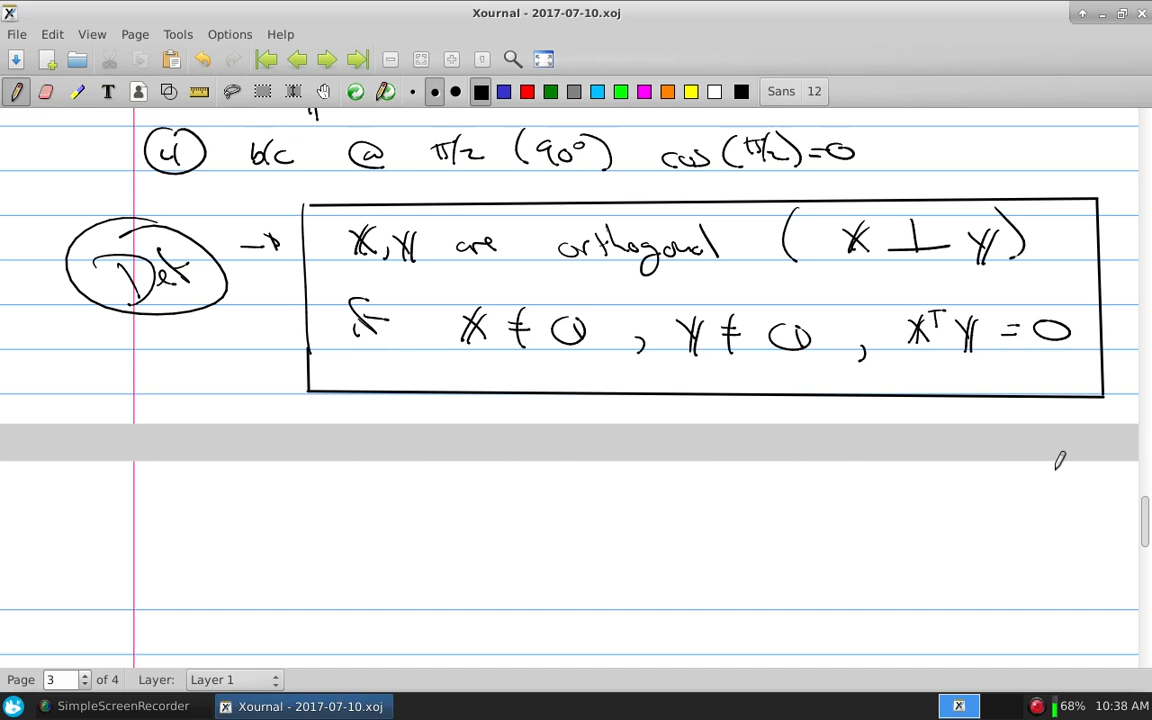 Xournal - 2017-07-10.xoj
File Edit View Page Tools Options Help
Sans 12
b/c @ π/2 (90°) cos(π/2)=0
Def → X,Y are orthogonal ( X ⊥ Y )
if X ≠ 0 , Y ≠ 0 , XᵀY = 0
Page 3 of 4 Layer: Layer 1
SimpleScreenRecorder Xournal - 2017-07-10.xoj 68% 10:38 AM